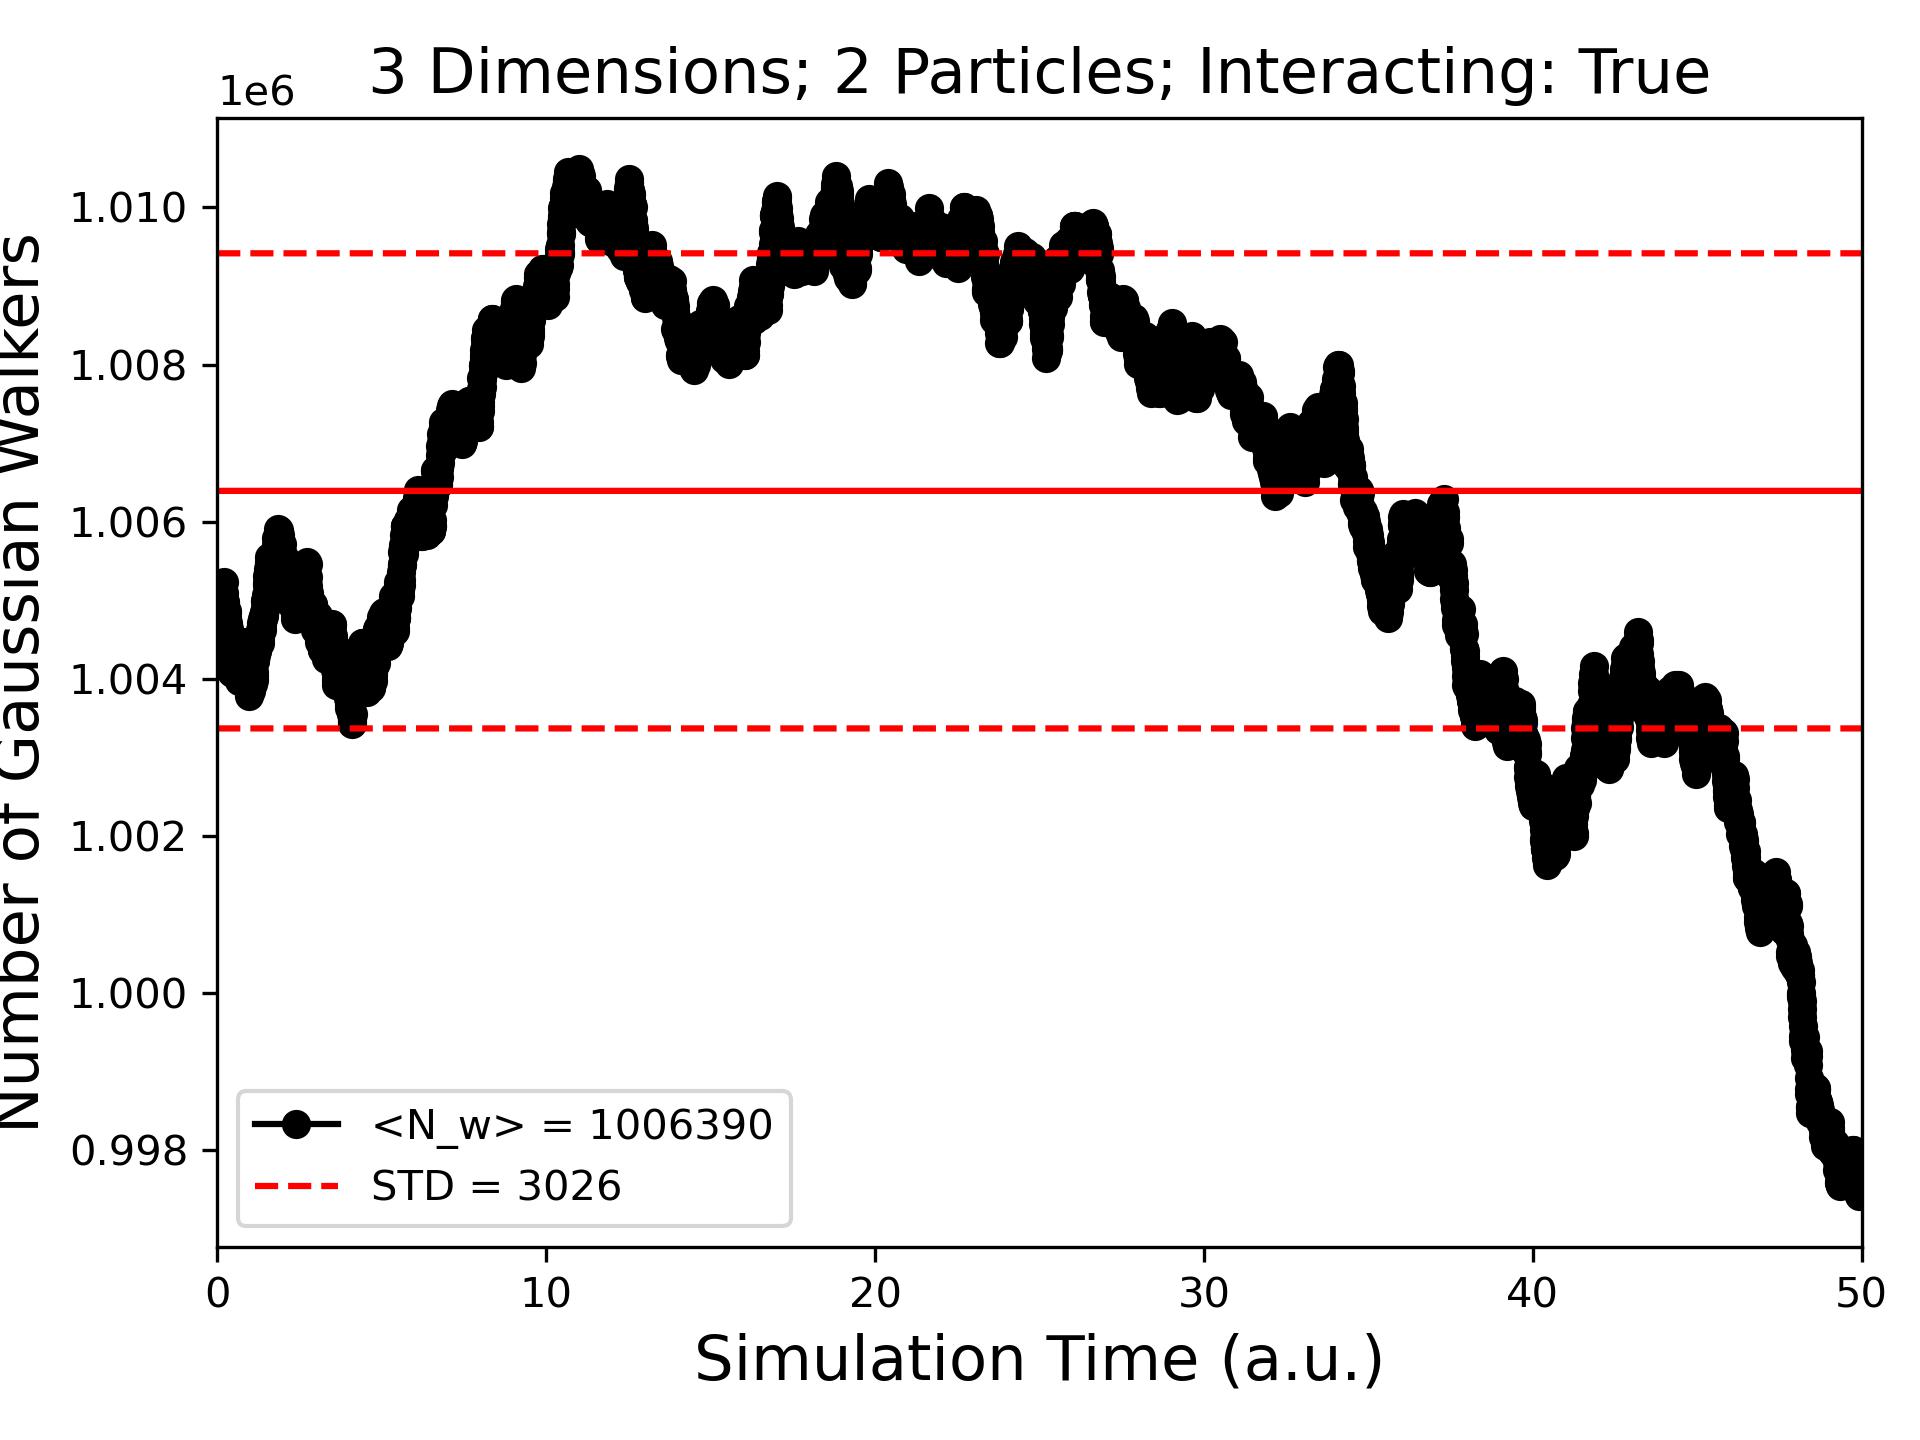 3 Dimensions; 2 Particles; Interacting: True
1e6
Number of Gaussian Walkers
1.010
1.008
1.006
1.004
1.002
1.000
0.998
<N_w> = 1006390
STD = 3026
0 10 20 30 40 50
Simulation Time (a.u.)